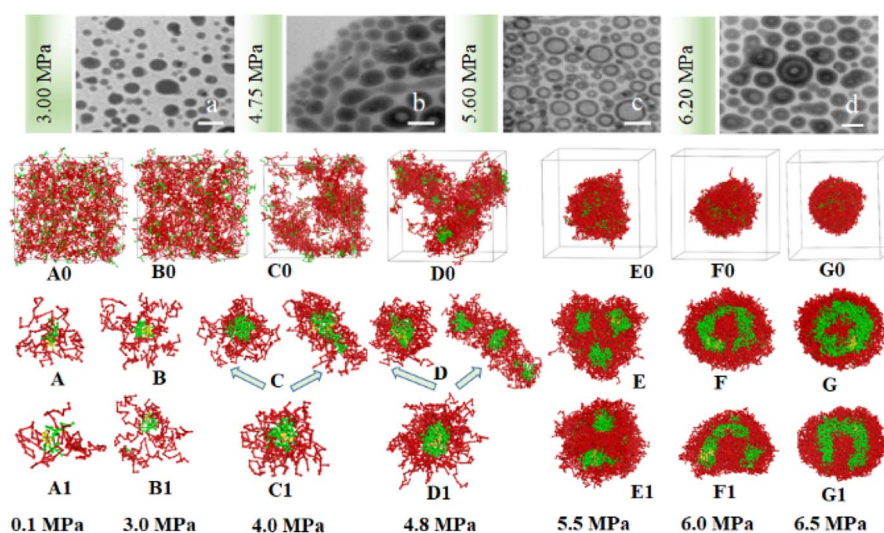 3.00 MPa
a
4.75 MPa
b
5.60 MPa
c
6.20 MPa
d
A0 B0 C0 D0 E0 F0 G0
A B C D E F G
A1 B1 C1 D1 E1 F1 G1
0.1 MPa 3.0 MPa 4.0 MPa 4.8 MPa 5.5 MPa 6.0 MPa 6.5 MPa